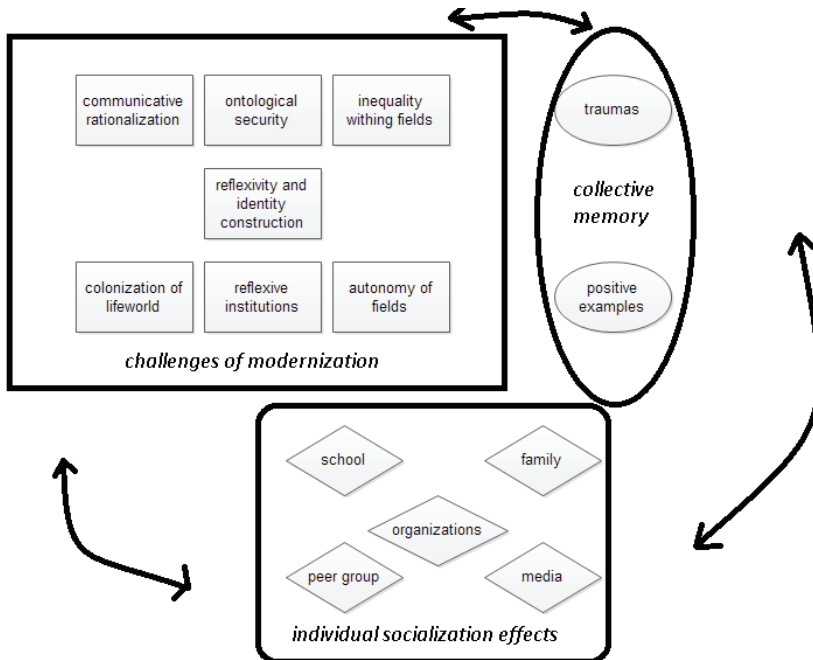 communicative
rationalization
ontological
security
inequality
withing fields
traumas
reflexivity and
identity
construction
collective
memory
colonization of
lifeworld
reflexive
institutions
autonomy of
fields
positive
examples
challenges of modernization
school
family
organizations
peer group
media
individual socialization effects